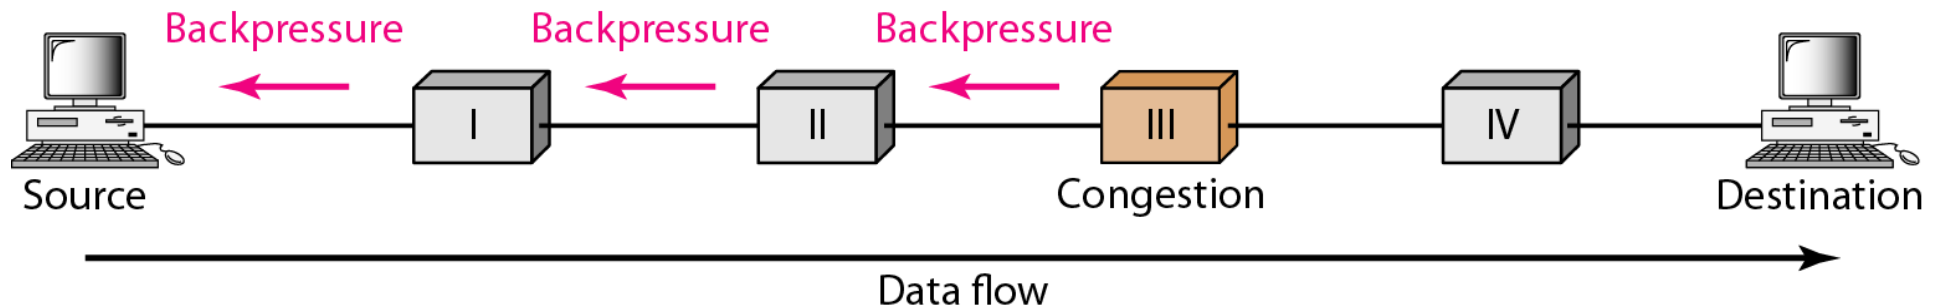 Backpressure Backpressure Backpressure
I II III IV
Source Congestion Destination
Data flow